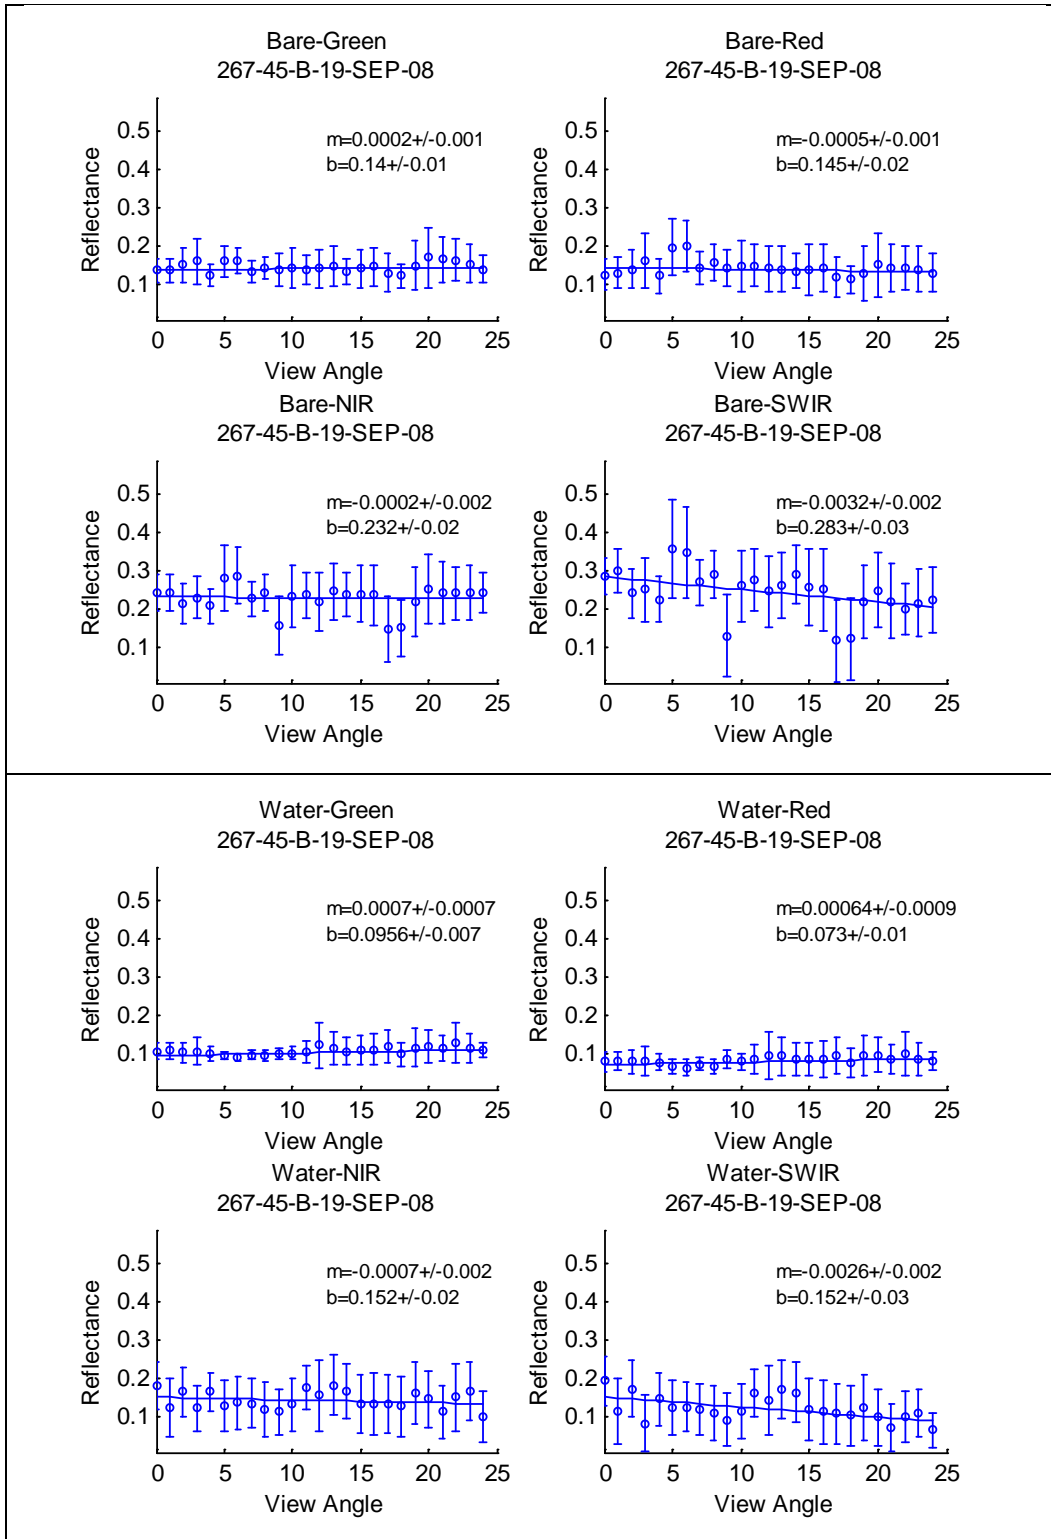 Bare-Green
267-45-B-19-SEP-08
m=0.0002+/-0.001
b=0.14+/-0.01
Reflectance
0.5
0.4
0.3
0.2
0.1
0 5 10 15 20 25
View Angle
Bare-Red
267-45-B-19-SEP-08
m=-0.0005+/-0.001
b=0.145+/-0.02
Reflectance
0.5
0.4
0.3
0.2
0.1
0 5 10 15 20 25
View Angle
Bare-NIR
267-45-B-19-SEP-08
m=-0.0002+/-0.002
b=0.232+/-0.02
Reflectance
0.5
0.4
0.3
0.2
0.1
0 5 10 15 20 25
View Angle
Bare-SWIR
267-45-B-19-SEP-08
m=-0.0032+/-0.002
b=0.283+/-0.03
Reflectance
0.5
0.4
0.3
0.2
0.1
0 5 10 15 20 25
View Angle
Water-Green
267-45-B-19-SEP-08
m=0.0007+/-0.0007
b=0.0956+/-0.007
Reflectance
0.5
0.4
0.3
0.2
0.1
0 5 10 15 20 25
View Angle
Water-Red
267-45-B-19-SEP-08
m=0.00064+/-0.0009
b=0.073+/-0.01
Reflectance
0.5
0.4
0.3
0.2
0.1
0 5 10 15 20 25
View Angle
Water-NIR
267-45-B-19-SEP-08
m=-0.0007+/-0.002
b=0.152+/-0.02
Reflectance
0.5
0.4
0.3
0.2
0.1
0 5 10 15 20 25
View Angle
Water-SWIR
267-45-B-19-SEP-08
m=-0.0026+/-0.002
b=0.152+/-0.03
Reflectance
0.5
0.4
0.3
0.2
0.1
0 5 10 15 20 25
View Angle